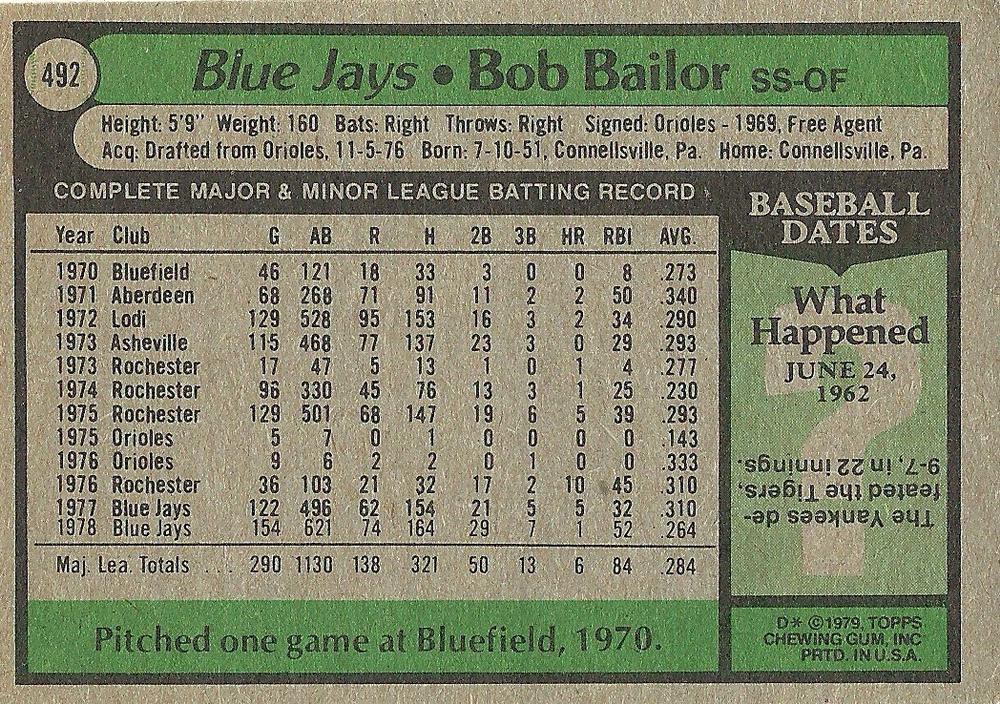 492
Blue Jays • Bob Bailor SS-OF
Height: 5'9" Weight: 160 Bats: Right Throws: Right Signed: Orioles - 1969, Free Agent
Acq: Drafted from Orioles, 11-5-76 Born: 7-10-51, Connellsville, Pa. Home: Connellsville, Pa.
COMPLETE MAJOR & MINOR LEAGUE BATTING RECORD
Year Club G AB R H 2B 3B HR RBI AVG.
1970 Bluefield 46 121 18 33 3 0 0 8 .273
1971 Aberdeen 68 268 71 91 11 2 2 50 .340
1972 Lodi 129 528 95 153 16 3 2 34 .290
1973 Asheville 115 468 77 137 23 3 0 29 .293
1973 Rochester 17 47 5 13 1 0 1 4 .277
1974 Rochester 96 330 45 76 13 3 1 25 .230
1975 Rochester 129 501 68 147 19 6 5 39 .293
1975 Orioles 5 7 0 1 0 0 0 0 .143
1976 Orioles 9 6 2 2 0 1 0 0 .333
1976 Rochester 36 103 21 32 17 2 10 45 .310
1977 Blue Jays 122 496 62 154 21 5 5 32 .310
1978 Blue Jays 154 621 74 164 29 7 1 52 .264
Maj. Lea. Totals ... 290 1130 138 321 50 13 6 84 .284
Pitched one game at Bluefield, 1970.
BASEBALL
DATES
What
Happened
JUNE 24,
1962
?
The Yankees de-
feated the Tigers,
9-7, in 22 innings.
D* ©1979, TOPPS
CHEWING GUM, INC
PRTD. IN U.S.A.